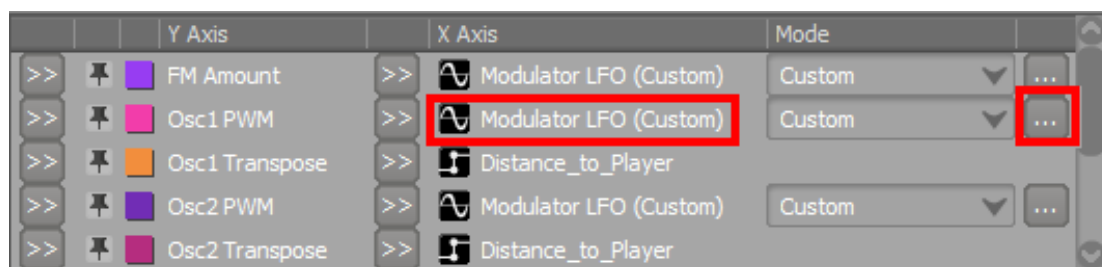 Y Axis X Axis Mode
>> FM Amount >> Modulator LFO (Custom) Custom ...
>> Osc1 PWM >> Modulator LFO (Custom) Custom ...
>> Osc1 Transpose >> Distance_to_Player
>> Osc2 PWM >> Modulator LFO (Custom) Custom ...
>> Osc2 Transpose >> Distance_to_Player